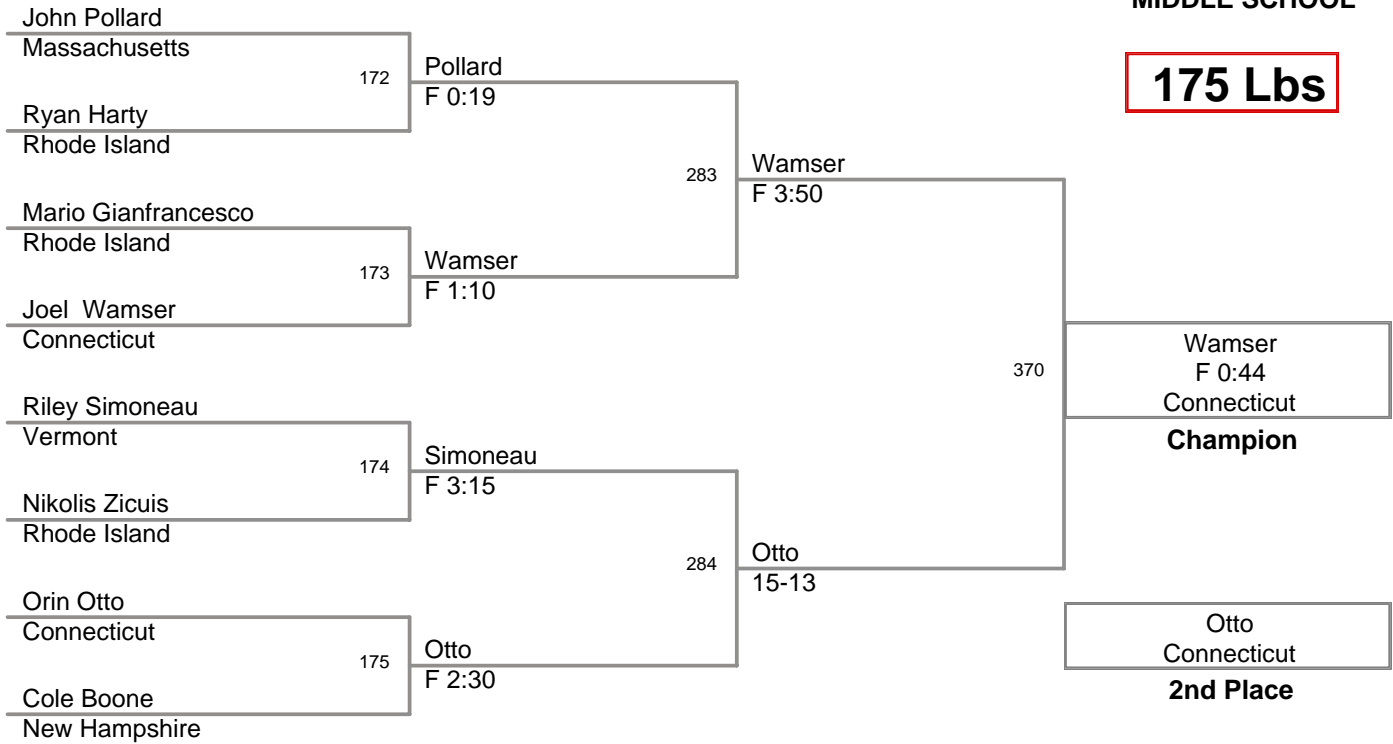 MIDDLE SCHOOL
175 Lbs
John Pollard
Massachusetts
172
Ryan Harty
Rhode Island
Pollard
F 0:19
Mario Gianfrancesco
Rhode Island
173
Joel  Wamser
Connecticut
Wamser
F 1:10
283
Wamser
F 3:50
Riley Simoneau
Vermont
174
Nikolis Zicuis
Rhode Island
Simoneau
F 3:15
Orin Otto
Connecticut
175
Cole Boone
New Hampshire
Otto
F 2:30
284
Otto
15-13
370
Wamser
F 0:44
Connecticut
Champion
Otto
Connecticut
2nd Place